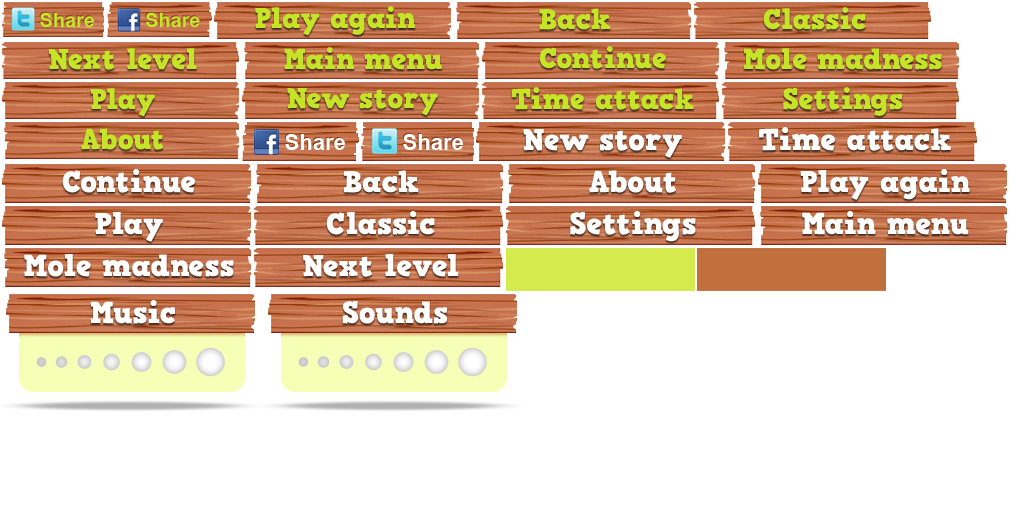 Share Share Play again Back Classic
Next level Main menu Continue Mole madness
Play New story Time attack Settings
About Share Share New story Time attack
Continue Back About Play again
Play Classic Settings Main menu
Mole madness Next level
Music Sounds